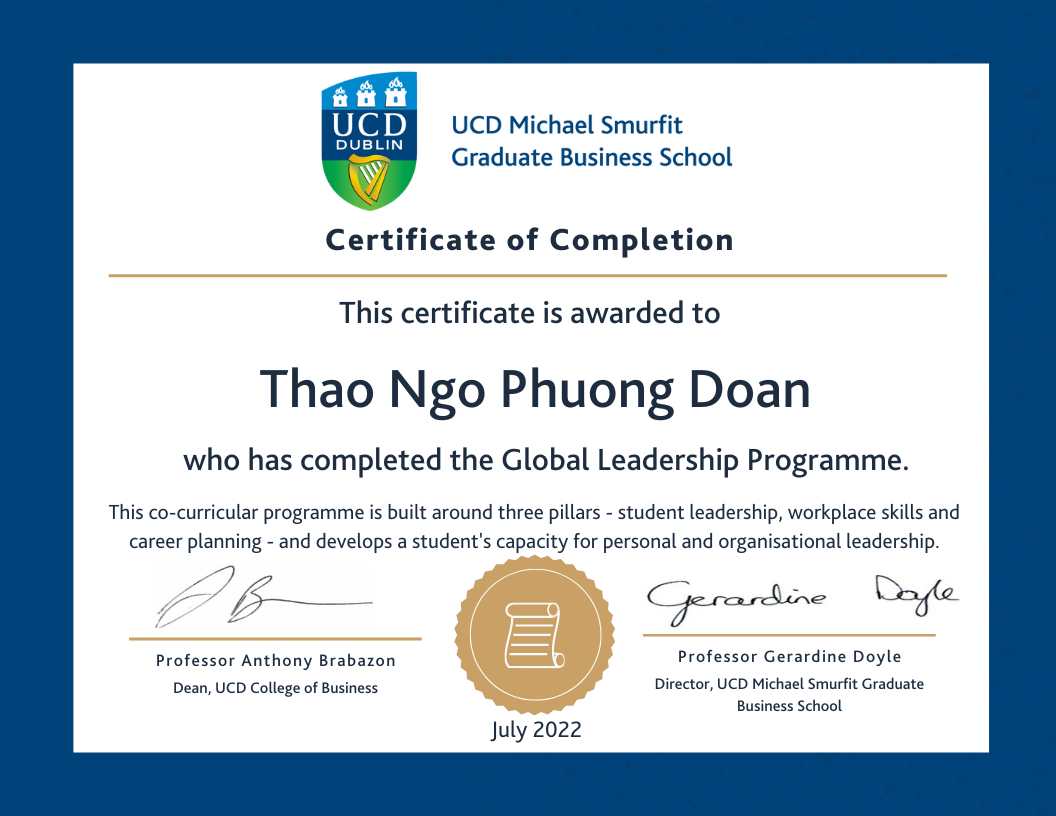 UCD
DUBLIN
UCD Michael Smurfit
Graduate Business School
Certificate of Completion
This certificate is awarded to
Thao Ngo Phuong Doan
who has completed the Global Leadership Programme.
This co-curricular programme is built around three pillars - student leadership, workplace skills and
career planning - and develops a student's capacity for personal and organisational leadership.
Gerardine Doyle
Professor Anthony Brabazon
Dean, UCD College of Business
Professor Gerardine Doyle
Director, UCD Michael Smurfit Graduate
Business School
July 2022